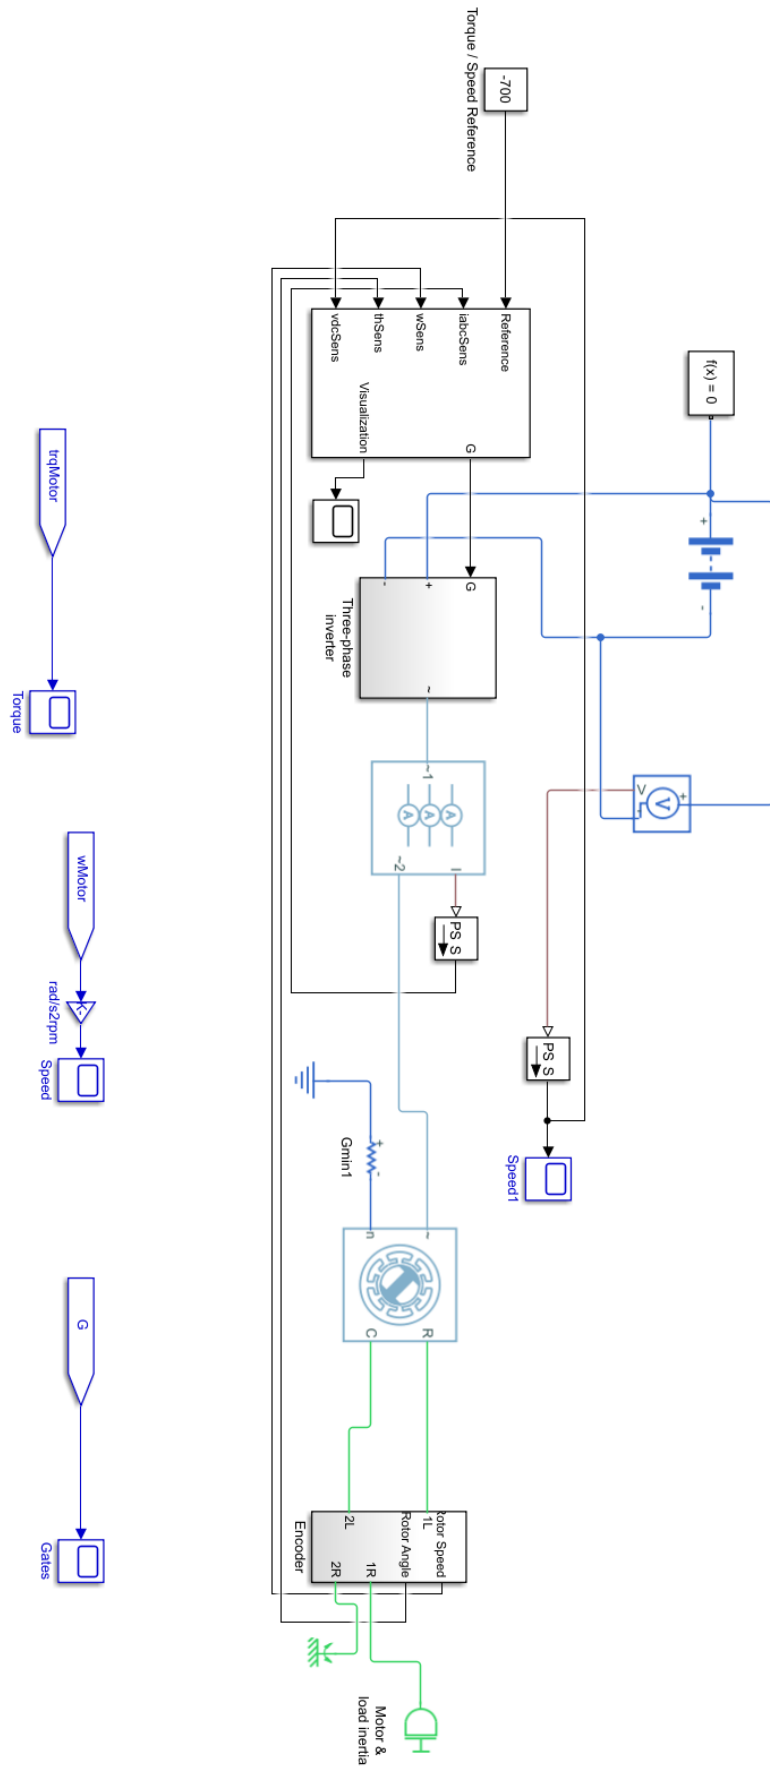 Torque / Speed Reference
-700
Reference
iabcSens
wSens
thSens
vdcSens
G
Visualization
f(x) = 0
+
-
G
+
-
~
Three-phase
inverter
V
+
-
V
~1
A
A
A
I
~2
PS S
PS S
Speed1
Gmin1
+
-
~
n
R
C
Rotor Speed
1L
Rotor Angle
1R
2L
2R
Encoder
Motor &
load inertia
trqMotor
Torque
wMotor
-K-
rad/s2rpm
Speed
G
Gates